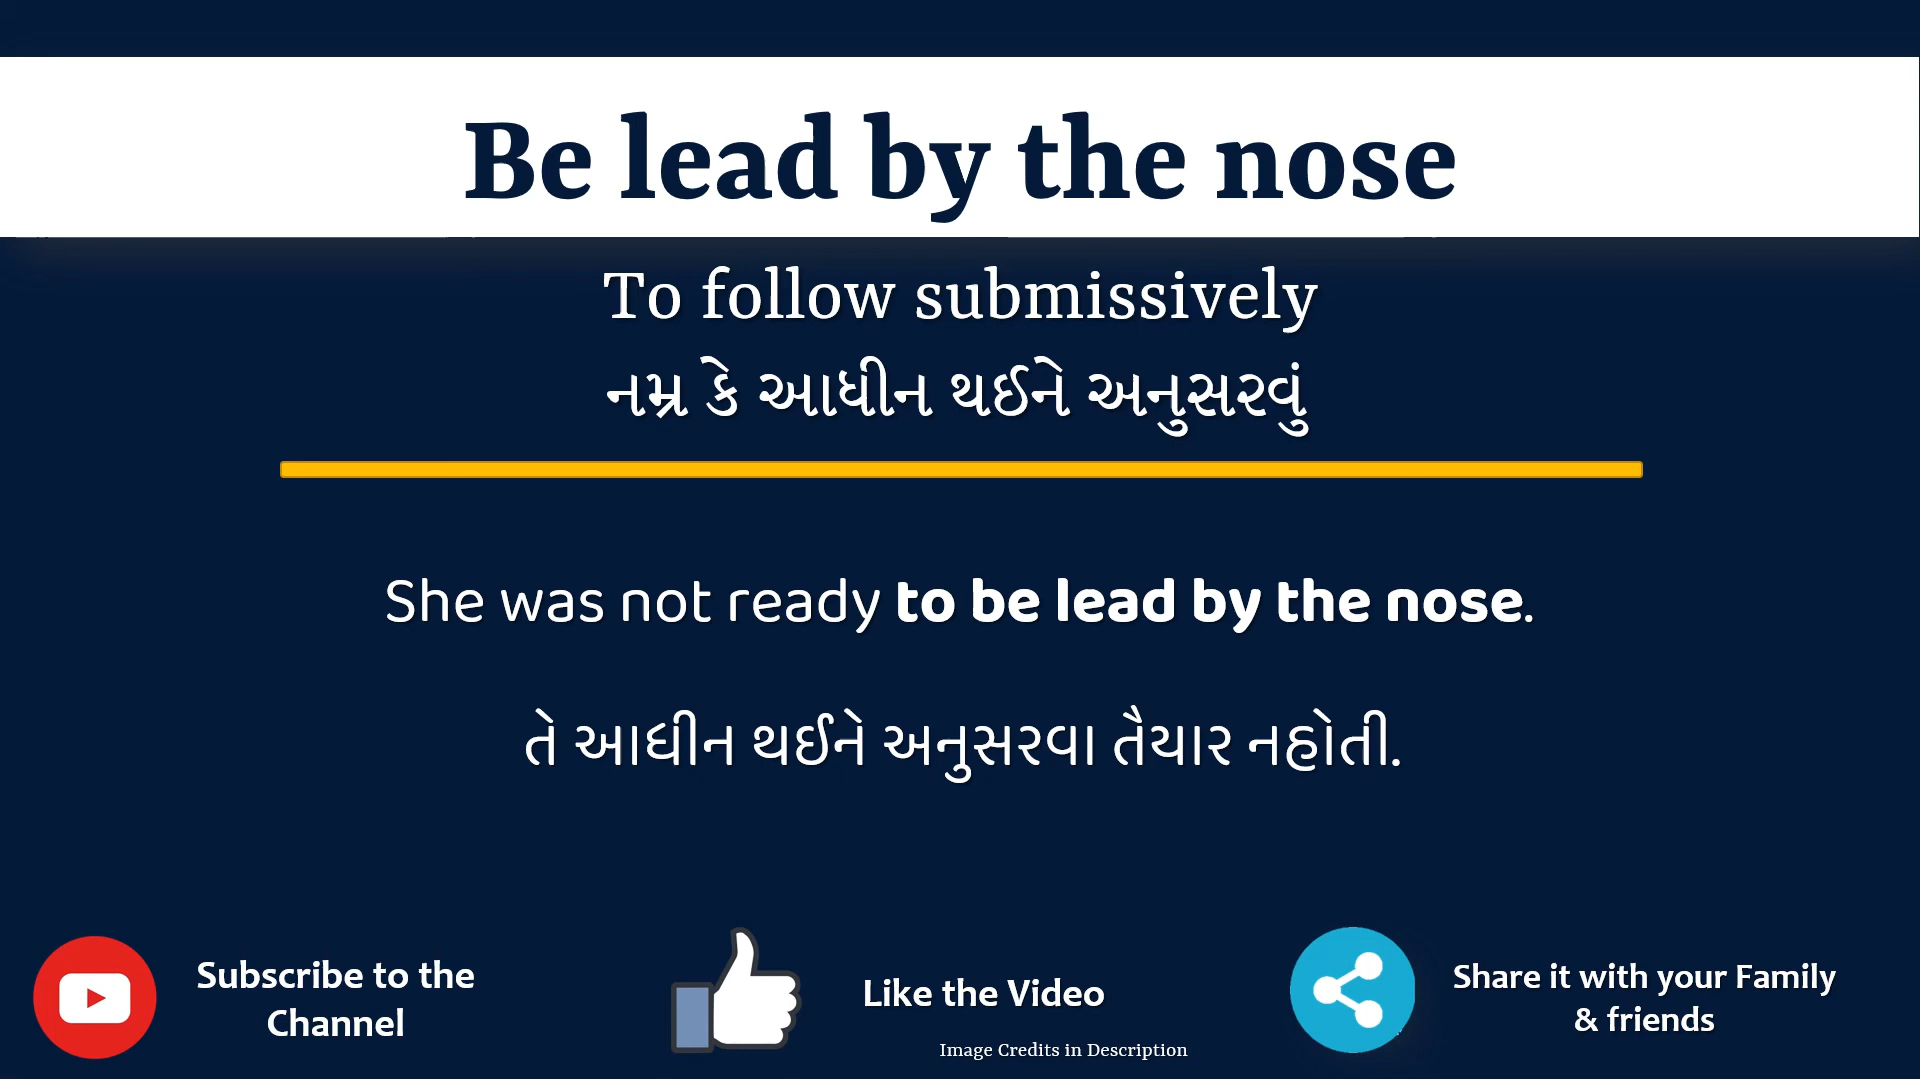 Be lead by the nose
To follow submissively
નમ્ર કે આધીન થઈને અનુસરવું
She was not ready to be lead by the nose.
તે આધીન થઈને અનુસરવા તૈયાર નહોતી.
Subscribe to the
Channel
Like the Video
Share it with your Family
& friends
Image Credits in Description